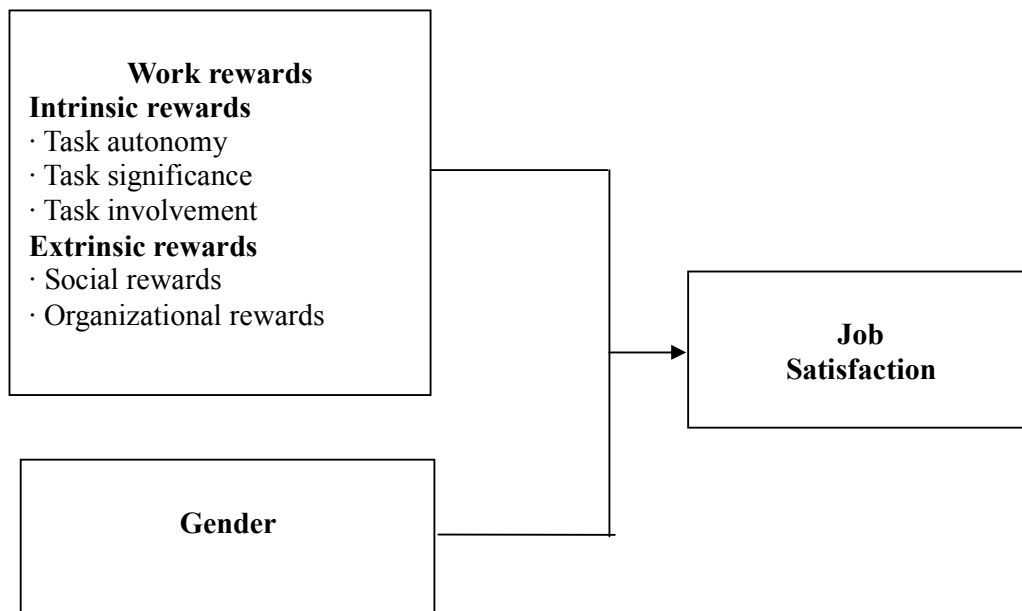 Work rewards
Intrinsic rewards
· Task autonomy
· Task significance
· Task involvement
Extrinsic rewards
· Social rewards
· Organizational rewards
Job
Satisfaction
Gender